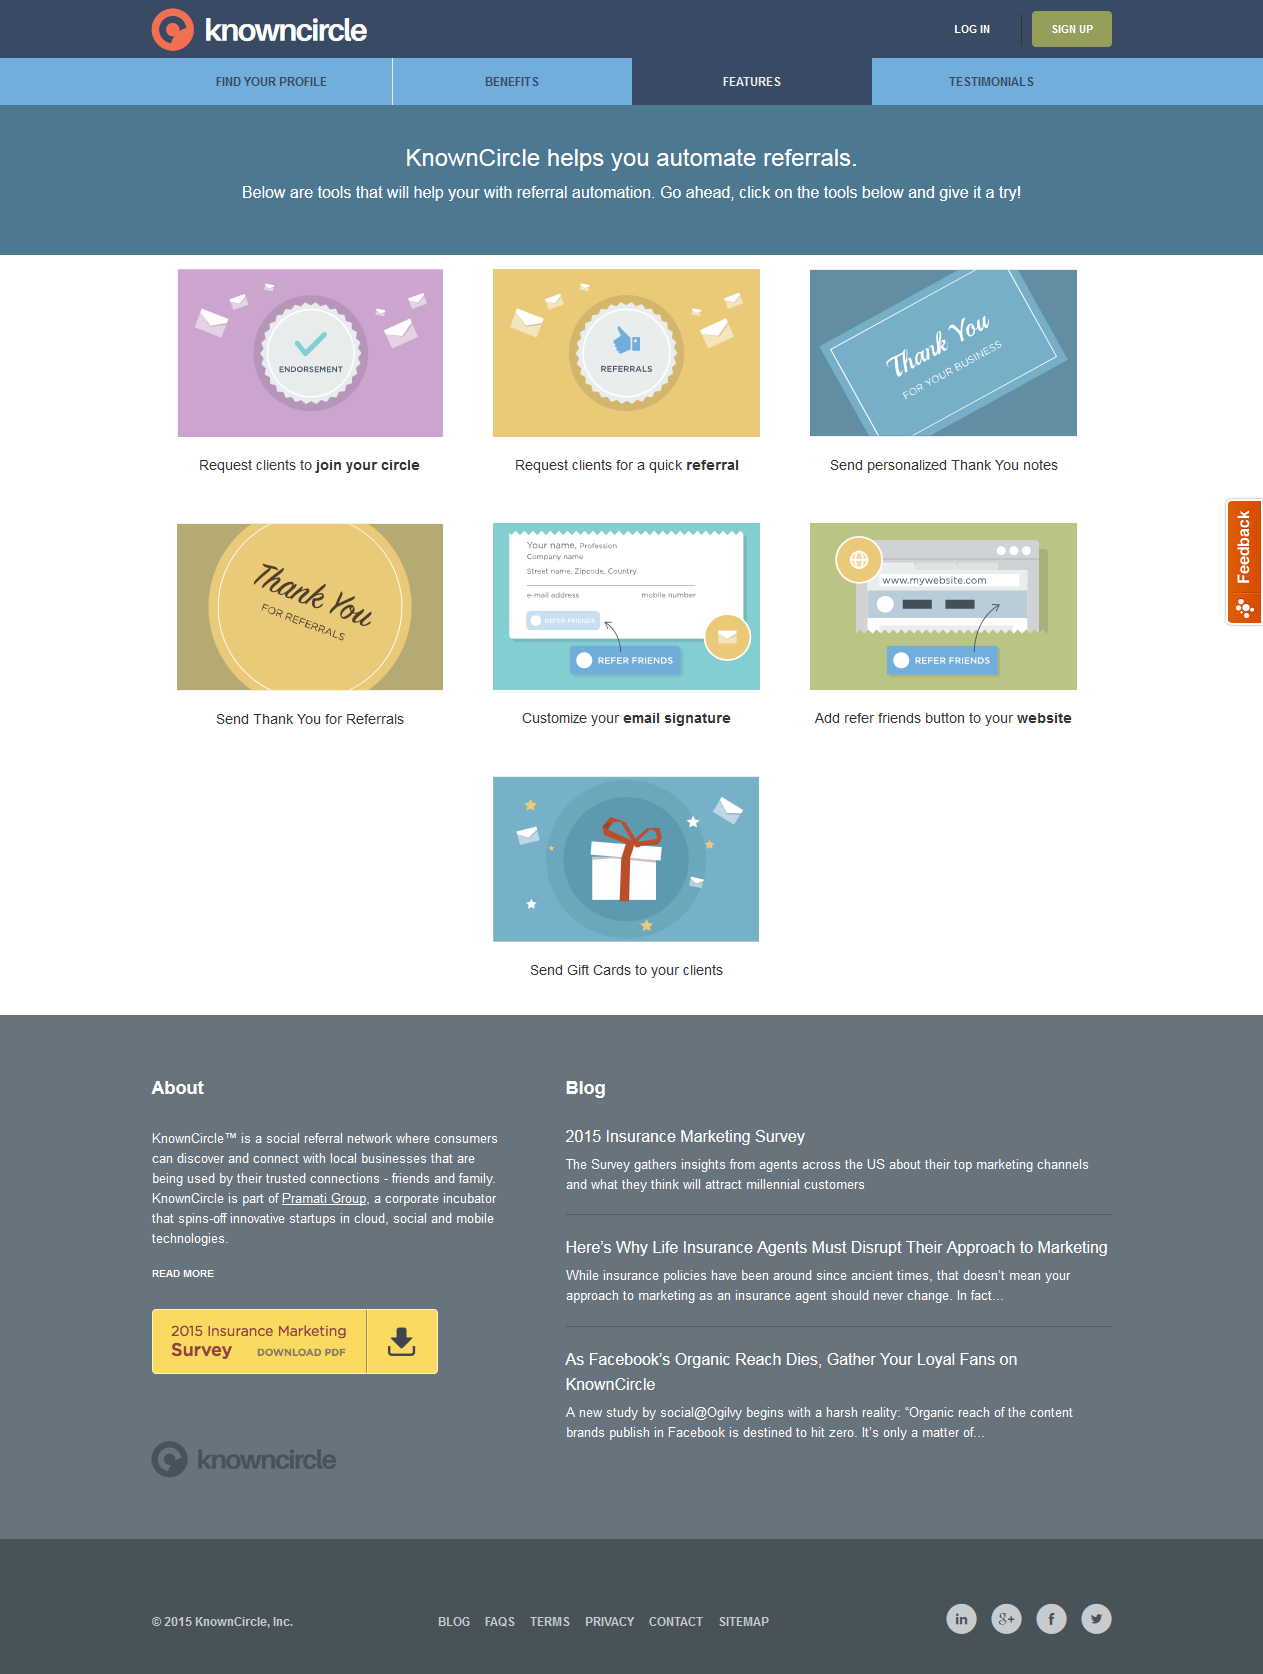 knowncircle
LOG IN
SIGN UP
FIND YOUR PROFILE
BENEFITS
FEATURES
TESTIMONIALS
KnownCircle helps you automate referrals.
Below are tools that will help your with referral automation. Go ahead, click on the tools below and give it a try!
ENDORSEMENT
Request clients to join your circle
REFERRALS
Request clients for a quick referral
Thank You
FOR YOUR BUSINESS
Send personalized Thank You notes
Thank You
FOR REFERRALS
Send Thank You for Referrals
Your name, Profession
Company name
Street name, Zipcode, Country.
e-mail address mobile number
REFER FRIENDS
REFER FRIENDS
Customize your email signature
www.mywebsite.com
REFER FRIENDS
Add refer friends button to your website
Feedback
Send Gift Cards to your clients
About
KnownCircle™ is a social referral network where consumers
can discover and connect with local businesses that are
being used by their trusted connections - friends and family.
KnownCircle is part of Pramati Group, a corporate incubator
that spins-off innovative startups in cloud, social and mobile
technologies.
READ MORE
2015 Insurance Marketing
Survey DOWNLOAD PDF
knowncircle
Blog
2015 Insurance Marketing Survey
The Survey gathers insights from agents across the US about their top marketing channels
and what they think will attract millennial customers
Here’s Why Life Insurance Agents Must Disrupt Their Approach to Marketing
While insurance policies have been around since ancient times, that doesn’t mean your
approach to marketing as an insurance agent should never change. In fact...
As Facebook’s Organic Reach Dies, Gather Your Loyal Fans on
KnownCircle
A new study by social@Ogilvy begins with a harsh reality: “Organic reach of the content
brands publish in Facebook is destined to hit zero. It’s only a matter of...
© 2015 KnownCircle, Inc.
BLOG FAQS TERMS PRIVACY CONTACT SITEMAP
in g+ f